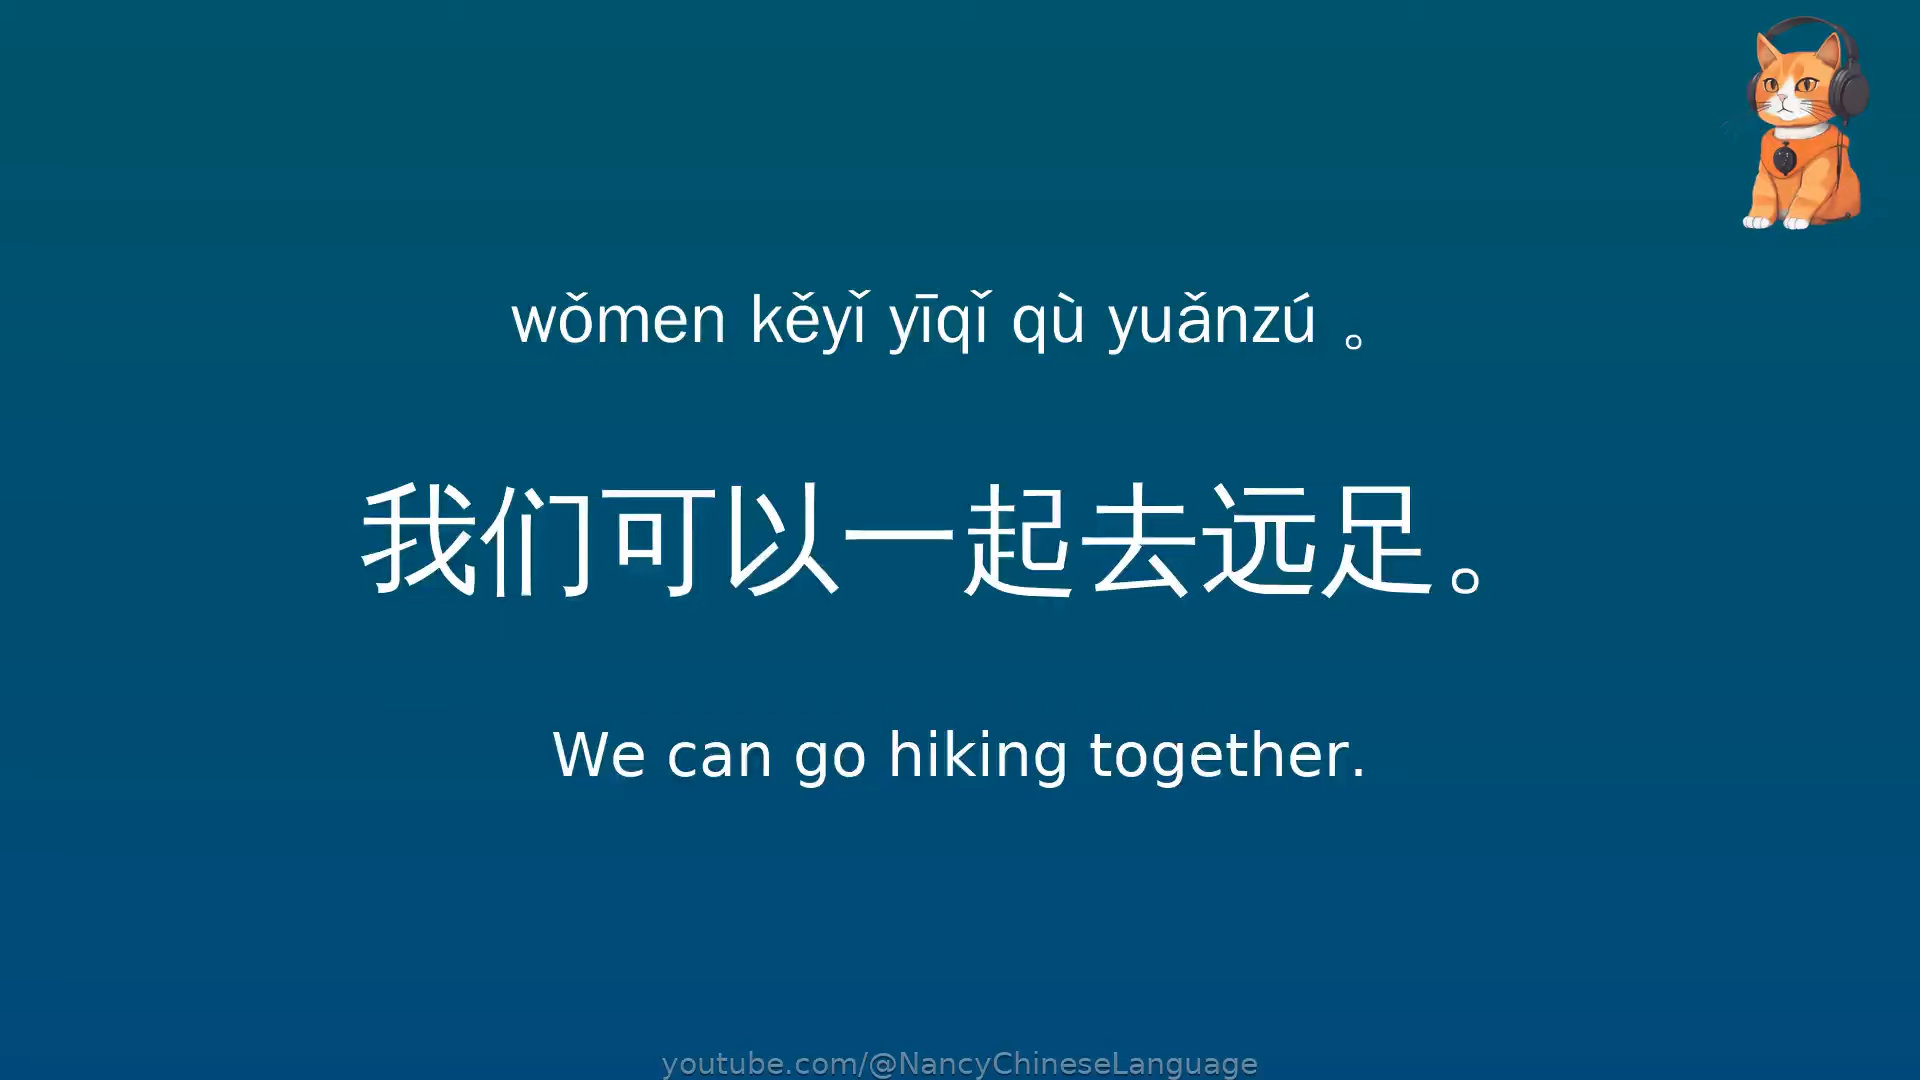 wǒmen kěyǐ yīqǐ qù yuǎnzú 。
我们可以一起去远足。
We can go hiking together.
youtube.com/@NancyChineseLanguage